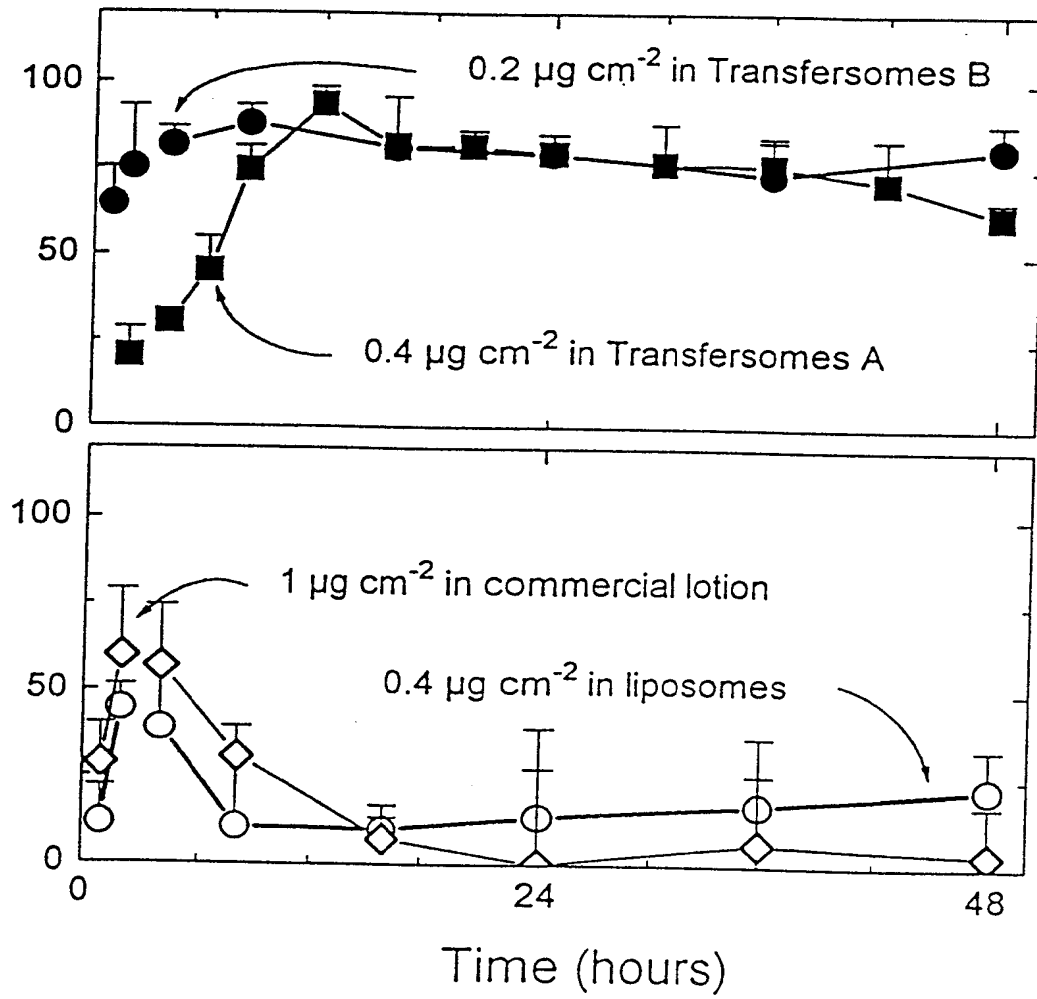 100
0.2 µg cm⁻² in Transfersomes B
50
0.4 µg cm⁻² in Transfersomes A
0
100
1 µg cm⁻² in commercial lotion
50
0.4 µg cm⁻² in liposomes
0
0 24 48
Time (hours)